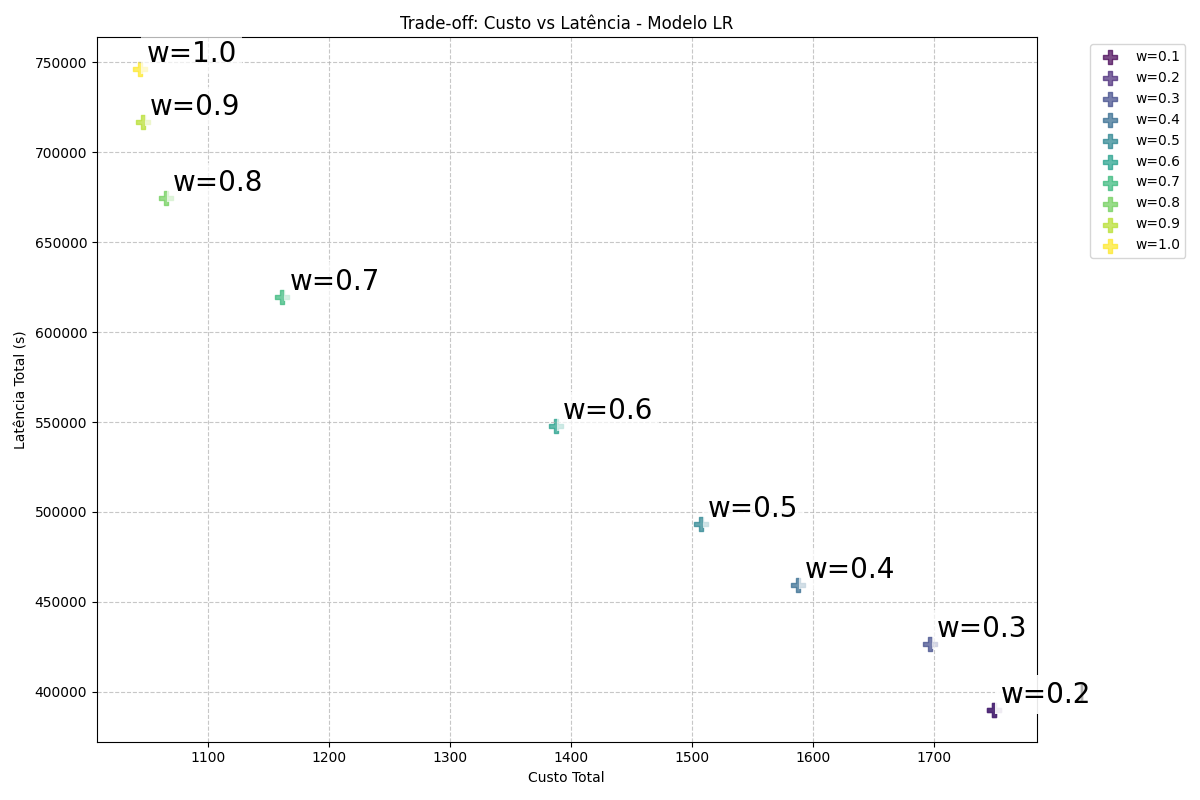 Trade-off: Custo vs Latência - Modelo LR
w=1.0
w=0.9
w=0.8
w=0.7
w=0.6
w=0.5
w=0.4
w=0.3
w=0.2
750000
700000
650000
600000
550000
500000
450000
400000
Latência Total (s)
1100
1200
1300
1400
1500
1600
1700
Custo Total
w=0.1
w=0.2
w=0.3
w=0.4
w=0.5
w=0.6
w=0.7
w=0.8
w=0.9
w=1.0